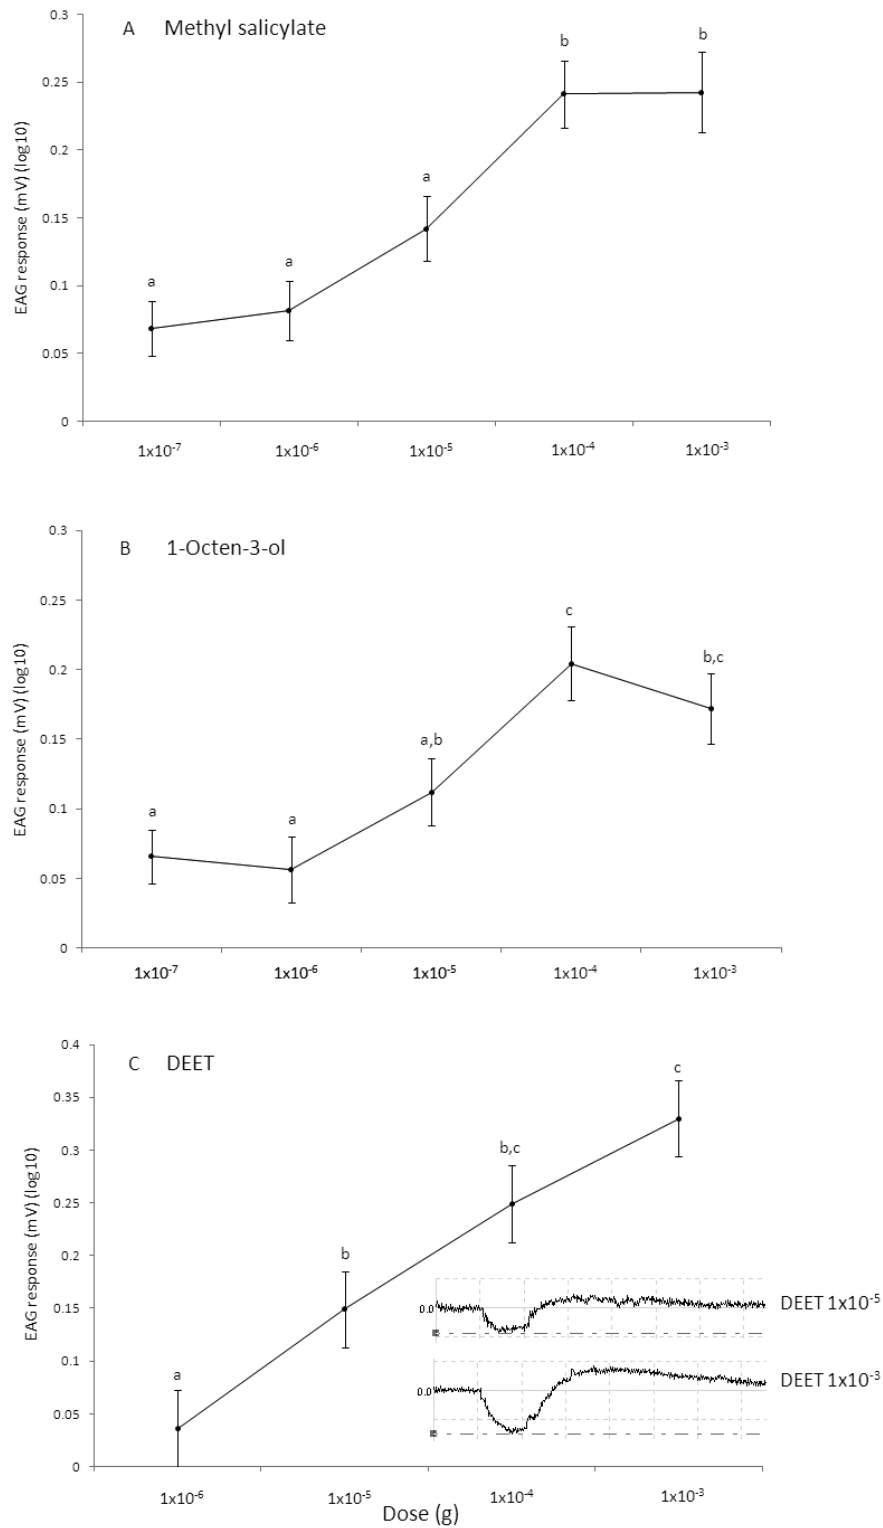 A Methyl salicylate
EAG response (mV) (log10)
0.3
0.25
0.2
0.15
0.1
0.05
0
a
a
a
b
b
1x10⁻⁷ 1x10⁻⁶ 1x10⁻⁵ 1x10⁻⁴ 1x10⁻³
B 1-Octen-3-ol
EAG response (mV) (log10)
0.3
0.25
0.2
0.15
0.1
0.05
0
a
a
a,b
c
b,c
1x10⁻⁷ 1x10⁻⁶ 1x10⁻⁵ 1x10⁻⁴ 1x10⁻³
C DEET
EAG response (mV) (log10)
0.4
0.35
0.3
0.25
0.2
0.15
0.1
0.05
0
a
b
b,c
c
0.0 DEET 1x10⁻⁵
0.0 DEET 1x10⁻³
1x10⁻⁶ 1x10⁻⁵ 1x10⁻⁴ 1x10⁻³
Dose (g)